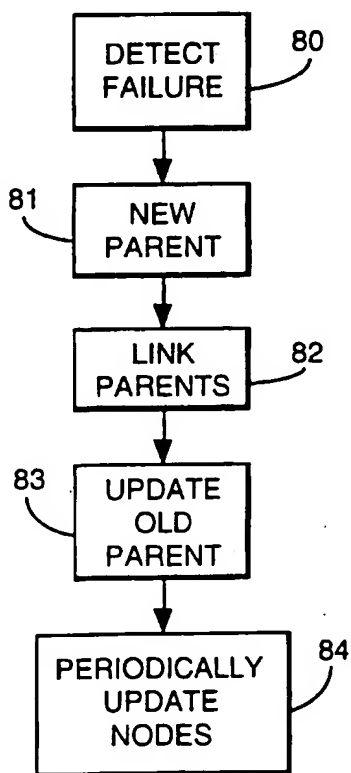 DETECT
FAILURE
80
81
NEW
PARENT
LINK
PARENTS
82
83
UPDATE
OLD
PARENT
PERIODICALLY
UPDATE
NODES
84